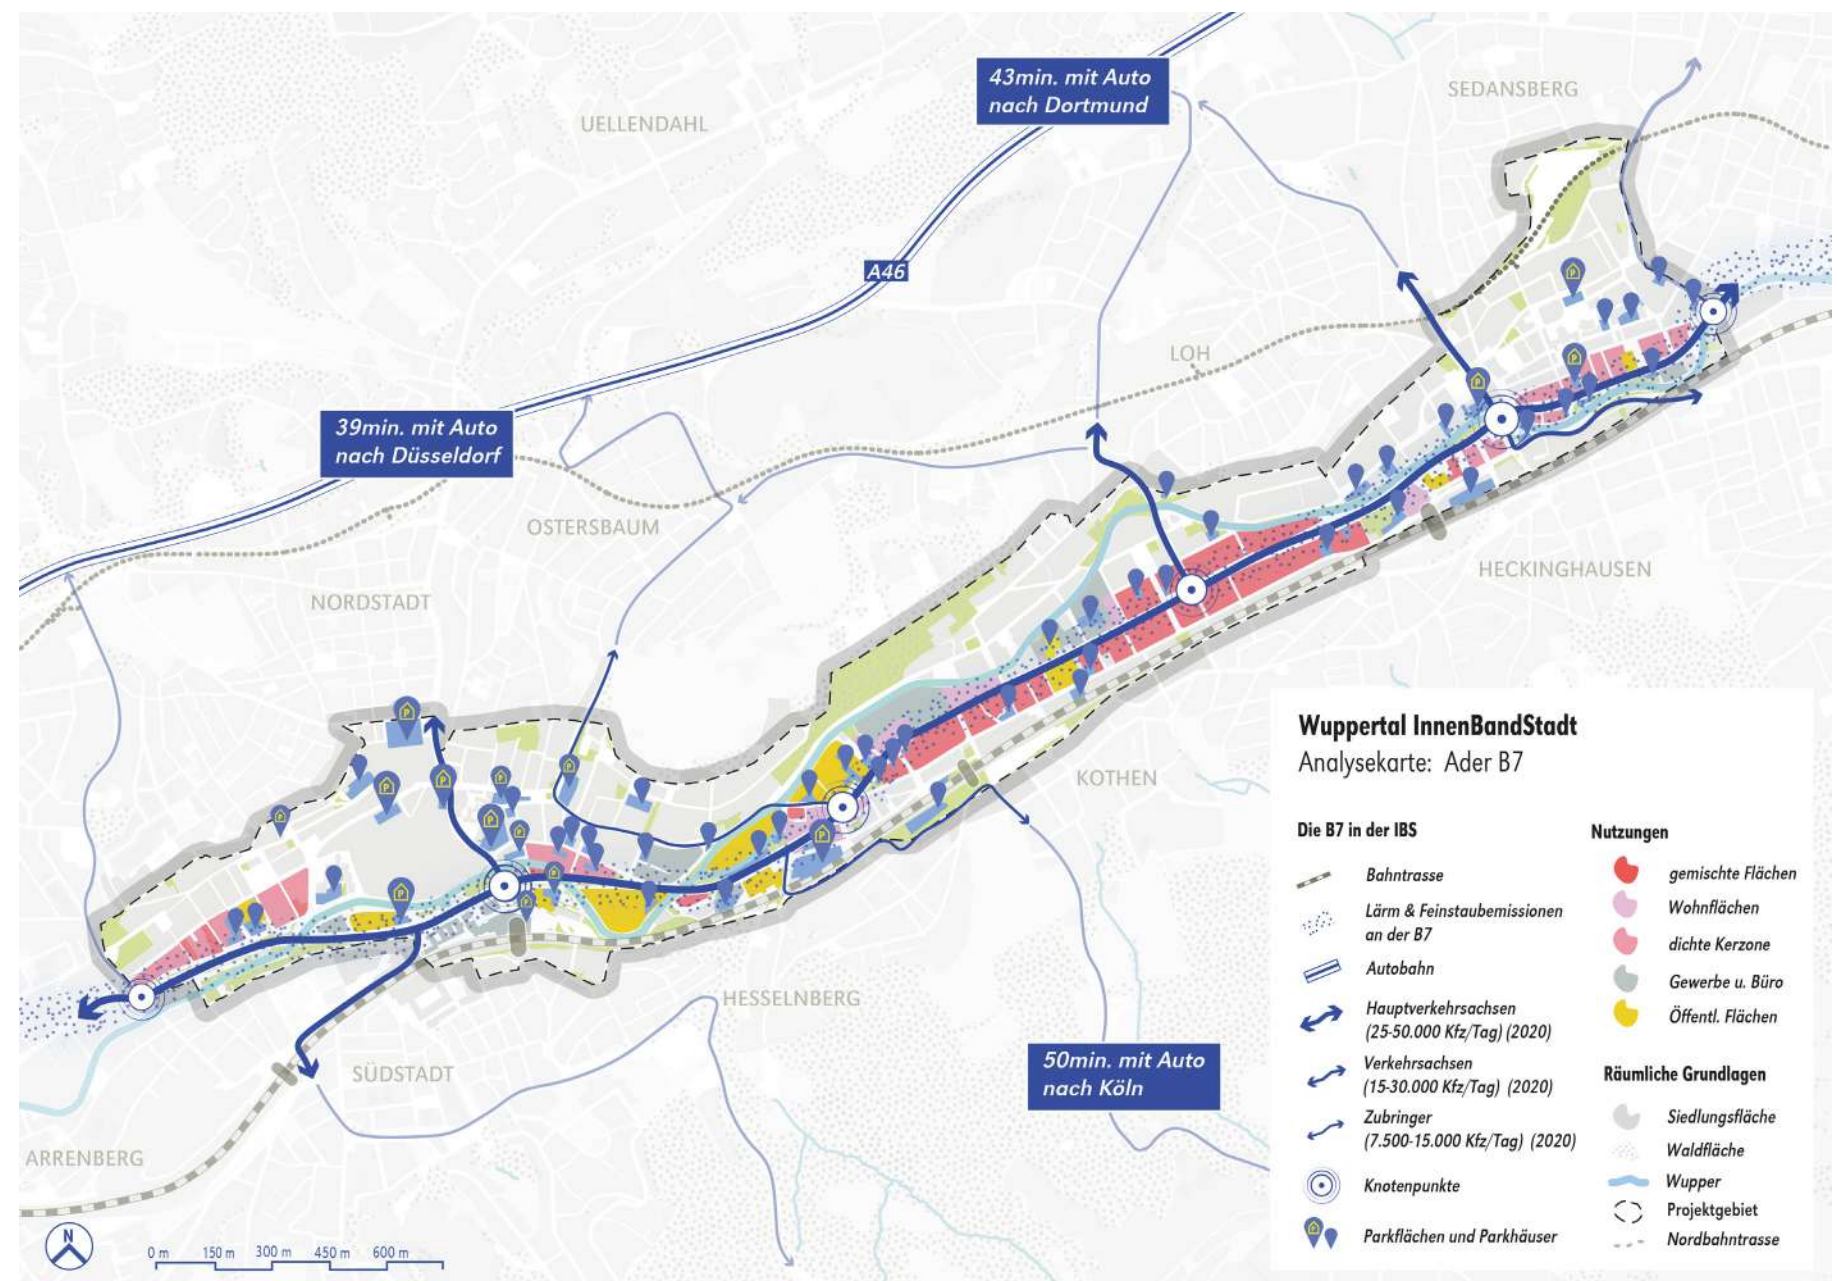 43min. mit Auto
nach Dortmund
SEDANSBERG
UELLENDAHL
A46
LOH
39min. mit Auto
nach Düsseldorf
OSTERSBAUM
HECKINGHAUSEN
NORDSTADT
KOTHEN
HESSELNBERG
SÜDSTADT
50min. mit Auto
nach Köln
ARRENBERG
N
0 m 150 m 300 m 450 m 600 m
Wuppertal InnenBandStadt
Analysekarte: Ader B7
Die B7 in der IBS
Bahntrasse
Lärm & Feinstaubemissionen
an der B7
Autobahn
Hauptverkehrsachsen
(25-50.000 Kfz/Tag) (2020)
Verkehrsachsen
(15-30.000 Kfz/Tag) (2020)
Zubringer
(7.500-15.000 Kfz/Tag) (2020)
Knotenpunkte
Parkflächen und Parkhäuser
Nutzungen
gemischte Flächen
Wohnflächen
dichte Kerzone
Gewerbe u. Büro
Öffentl. Flächen
Räumliche Grundlagen
Siedlungsfläche
Waldfläche
Wupper
Projektgebiet
Nordbahntrasse